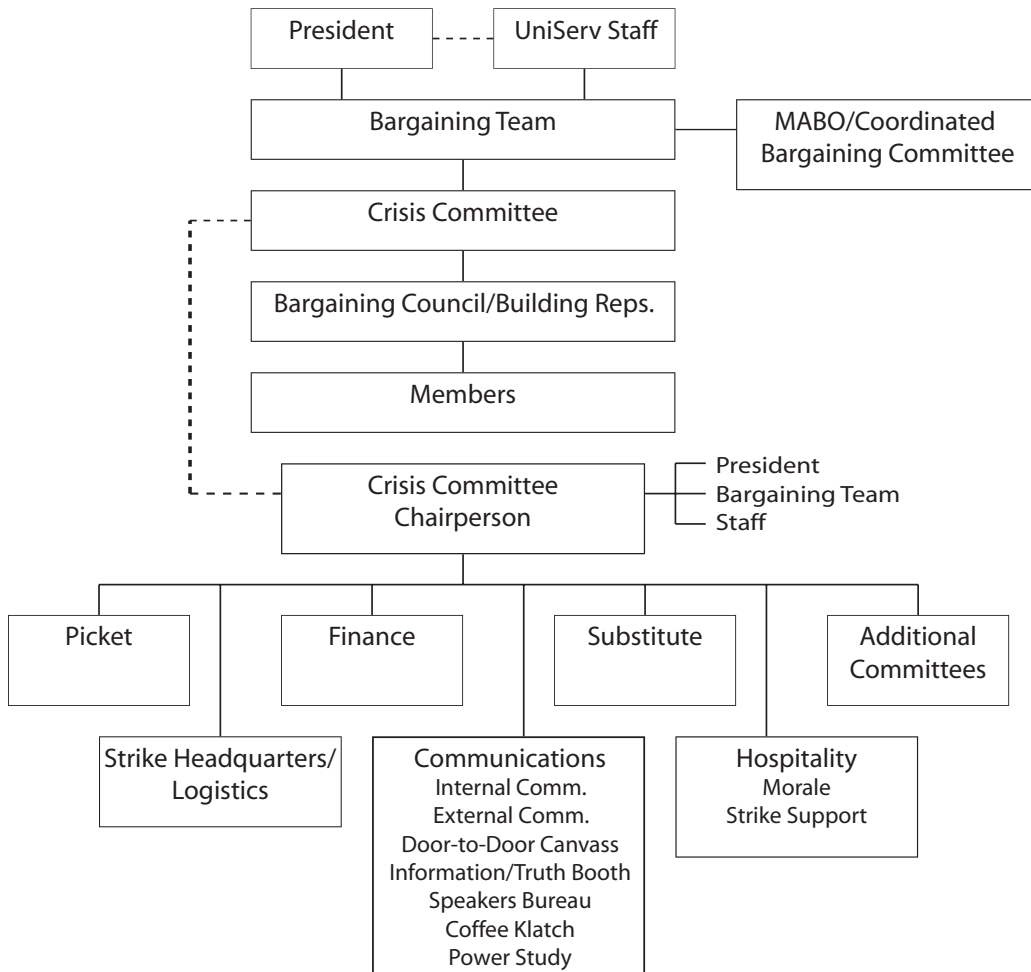 President
UniServ Staff
Bargaining Team
MABO/Coordinated
Bargaining Committee
Crisis Committee
Bargaining Council/Building Reps.
Members
Crisis Committee
Chairperson
President
Bargaining Team
Staff
Picket
Finance
Substitute
Additional
Committees
Strike Headquarters/
Logistics
Communications
Internal Comm.
External Comm.
Door-to-Door Canvass
Information/Truth Booth
Speakers Bureau
Coffee Klatch
Power Study
Hospitality
Morale
Strike Support